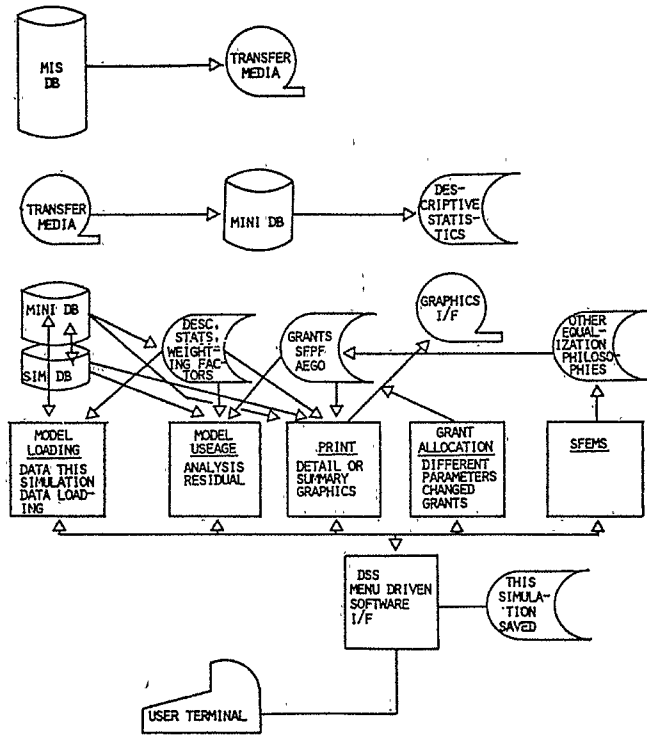 MIS
DB
TRANSFER
MEDIA
TRANSFER
MEDIA
MINI DB
DES-
CRIPTIVE
STATIS-
TICS
MINI DB
SIM DB
DESC.
STATS.
WEIGHT-
ING FAC-
TORS
GRANTS
SFPF
AEGO
GRAPHICS
I/F
OTHER
EQUAL-
IZATION
PHILOSO-
PHIES
MODEL
LOADING
DATA THIS
SIMULATION
DATA LOAD-
ING
MODEL
USEAGE
ANALYSIS
RESIDUAL
PRINT
DETAIL OR
SUMMARY
GRAPHICS
GRANT
ALLOCATION
DIFFERENT
PARAMETERS
CHANGED
GRANTS
SFEMS
DSS
MENU DRIVEN
SOFTWARE
I/F
THIS
SIMULA-
TION
SAVED
USER TERMINAL